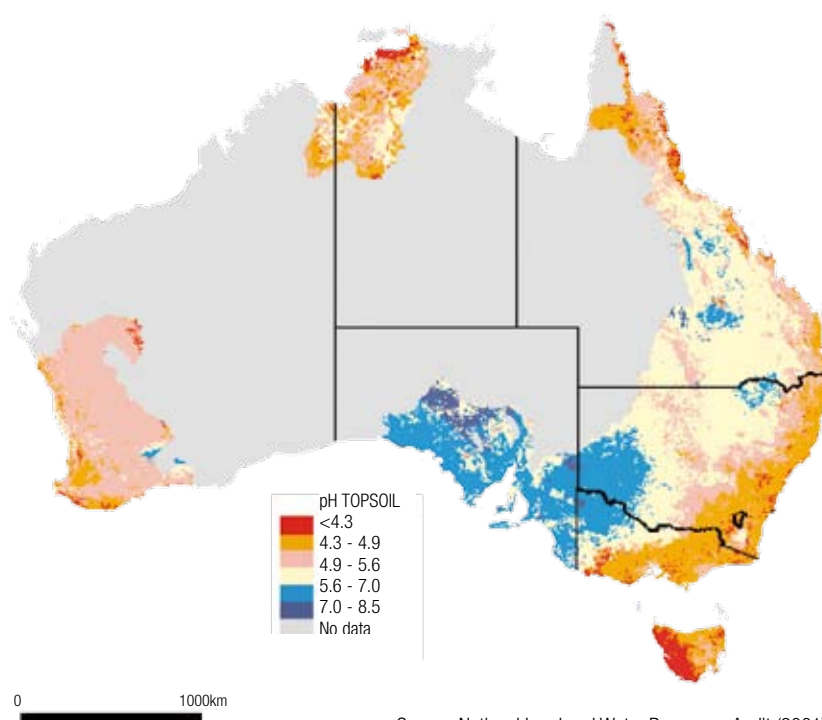 pH TOPSOIL
<4.3
4.3 - 4.9
4.9 - 5.6
5.6 - 7.0
7.0 - 8.5
No data
0 1000km